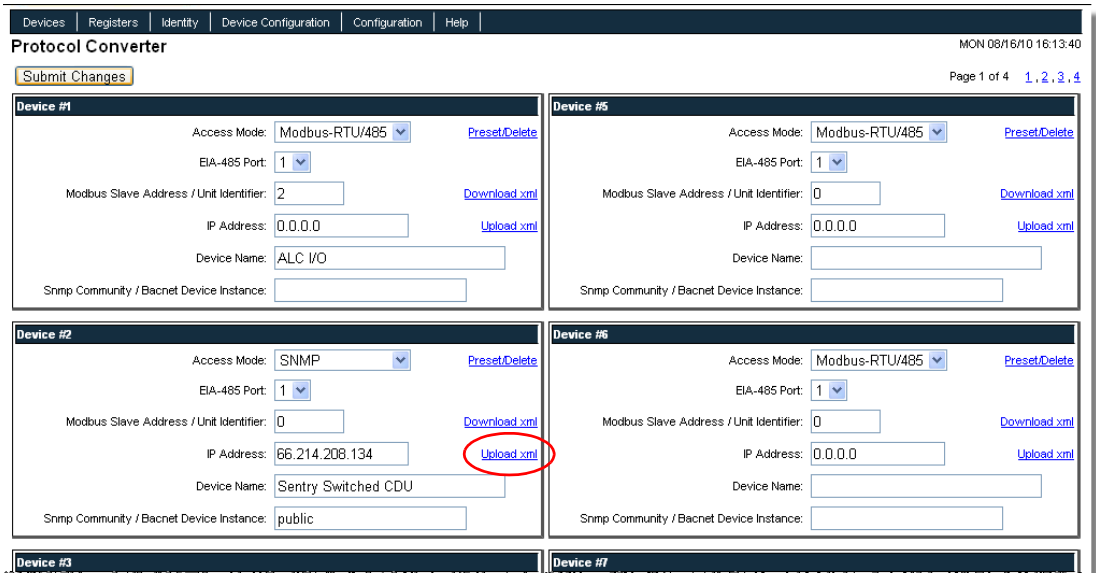 Devices Registers Identity Device Configuration Configuration Help
Protocol Converter
MON 08/16/10 16:13:40
Submit Changes
Page 1 of 4 1,2,3,4
Device #1
Access Mode: Modbus-RTU/485 Preset/Delete
EIA-485 Port: 1
Modbus Slave Address / Unit Identifier: 2 Download xml
IP Address: 0.0.0.0 Upload xml
Device Name: ALC I/O
Snmp Community / Bacnet Device Instance:
Device #5
Access Mode: Modbus-RTU/485 Preset/Delete
EIA-485 Port: 1
Modbus Slave Address / Unit Identifier: 0 Download xml
IP Address: 0.0.0.0 Upload xml
Device Name:
Snmp Community / Bacnet Device Instance:
Device #2
Access Mode: SNMP Preset/Delete
EIA-485 Port: 1
Modbus Slave Address / Unit Identifier: 0 Download xml
IP Address: 66.214.208.134 Upload xml
Device Name: Sentry Switched CDU
Snmp Community / Bacnet Device Instance: public
Device #6
Access Mode: Modbus-RTU/485 Preset/Delete
EIA-485 Port: 1
Modbus Slave Address / Unit Identifier: 0 Download xml
IP Address: 0.0.0.0 Upload xml
Device Name:
Snmp Community / Bacnet Device Instance:
Device #3
Device #7